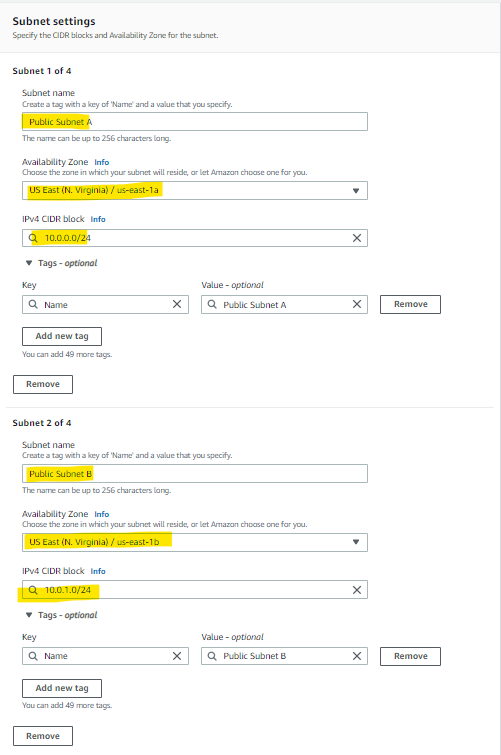 Subnet settings
Specify the CIDR blocks and Availability Zone for the subnet.
Subnet 1 of 4
Subnet name
Create a tag with a key of 'Name' and a value that you specify.
Public Subnet A
The name can be up to 256 characters long.
Availability Zone Info
Choose the zone in which your subnet will reside, or let Amazon choose one for you.
US East (N. Virginia) / us-east-1a
IPv4 CIDR block Info
10.0.0.0/24
Tags - optional
Key Value - optional
Name Public Subnet A Remove
Add new tag
You can add 49 more tags.
Remove
Subnet 2 of 4
Subnet name
Create a tag with a key of 'Name' and a value that you specify.
Public Subnet B
The name can be up to 256 characters long.
Availability Zone Info
Choose the zone in which your subnet will reside, or let Amazon choose one for you.
US East (N. Virginia) / us-east-1b
IPv4 CIDR block Info
10.0.1.0/24
Tags - optional
Key Value - optional
Name Public Subnet B Remove
Add new tag
You can add 49 more tags.
Remove